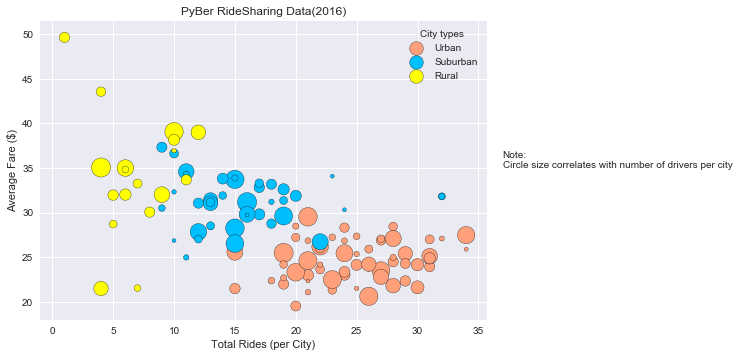 PyBer RideSharing Data(2016)
City types
Urban
Suburban
Rural
50
45
40
35
30
25
20
Average Fare ($)
0 5 10 15 20 25 30 35
Total Rides (per City)
Note:
Circle size correlates with number of drivers per city